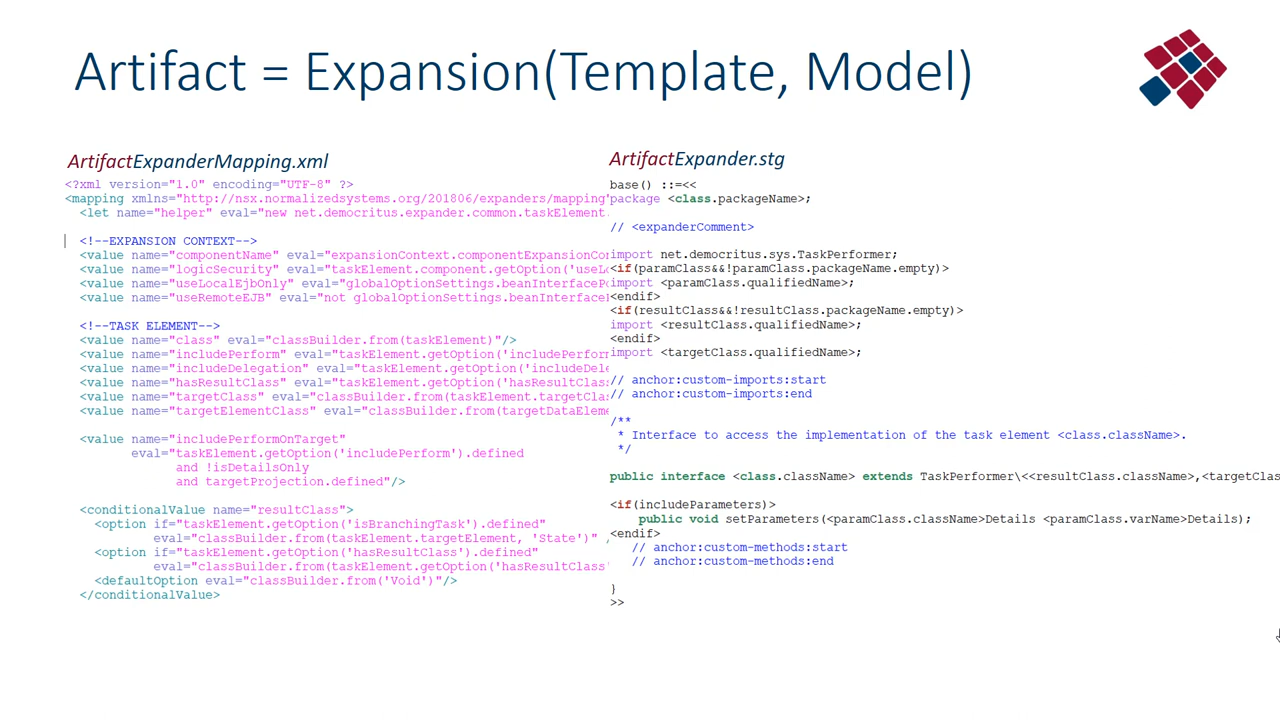 Artifact = Expansion(Template, Model)
ArtifactExpanderMapping.xml
<?xml version="1.0" encoding="UTF-8" ?>
<mapping xmlns="http://nsx.normalizedsystems.org/201806/expanders/mapping"
<let name="helper" eval="new net.democritus.expander.common.taskElement.
<!--EXPANSION CONTEXT-->
<value name="componentName" eval="expansionContext.componentExpansionCo
<value name="logicSecurity" eval="taskElement.component.getOption('useLo
<value name="useLocalEjbOnly" eval="globalOptionSettings.beanInterfaceP
<value name="useRemoteEJB" eval="not globalOptionSettings.beanInterface
<!--TASK ELEMENT-->
<value name="class" eval="classBuilder.from(taskElement)"/>
<value name="includePerform" eval="taskElement.getOption('includePerfor
<value name="includeDelegation" eval="taskElement.getOption('includeDele
<value name="hasResultClass" eval="taskElement.getOption('hasResultClass
<value name="targetClass" eval="classBuilder.from(taskElement.targetClas
<value name="targetElementClass" eval="classBuilder.from(targetDataEleme
<value name="includePerformOnTarget"
eval="taskElement.getOption('includePerform').defined
and !isDetailsOnly
and targetProjection.defined"/>
<conditionalValue name="resultClass">
<option if="taskElement.getOption('isBranchingTask').defined"
eval="classBuilder.from(taskElement.targetElement, 'State')" /
<option if="taskElement.getOption('hasResultClass').defined"
eval="classBuilder.from(taskElement.getOption('hasResultClass'
<defaultOption eval="classBuilder.from('Void')"/>
</conditionalValue>
ArtifactExpander.stg
base() ::=<<
package <class.packageName>;
// <expanderComment>
import net.democritus.sys.TaskPerformer;
<if(paramClass&&!paramClass.packageName.empty)>
import <paramClass.qualifiedName>;
<endif>
<if(resultClass&&!resultClass.packageName.empty)>
import <resultClass.qualifiedName>;
<endif>
import <targetClass.qualifiedName>;
// anchor:custom-imports:start
// anchor:custom-imports:end
/**
* Interface to access the implementation of the task element <class.className>.
*/
public interface <class.className> extends TaskPerformer\<<resultClass.className>,<targetClass
<if(includeParameters)>
public void setParameters(<paramClass.className>Details <paramClass.varName>Details);
<endif>
// anchor:custom-methods:start
// anchor:custom-methods:end
}
>>